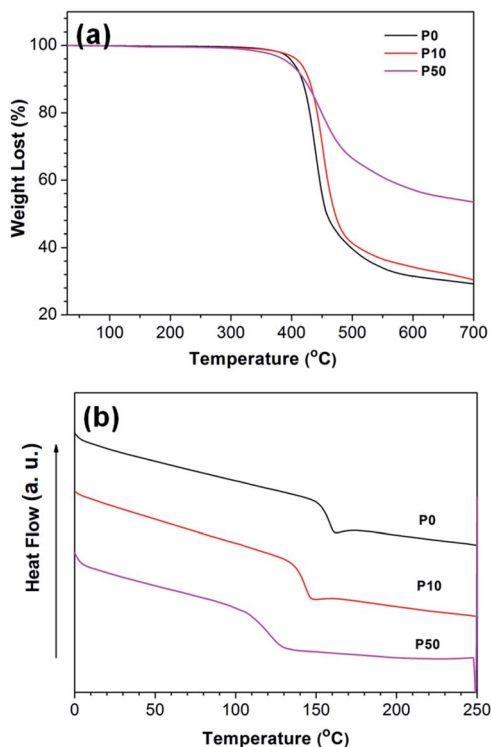 (a)
P0
P10
P50
Weight Lost (%)
100
80
60
40
20
100 200 300 400 500 600 700
Temperature (°C)
(b)
Heat Flow (a. u.)
P0
P10
P50
0 50 100 150 200 250
Temperature (°C)